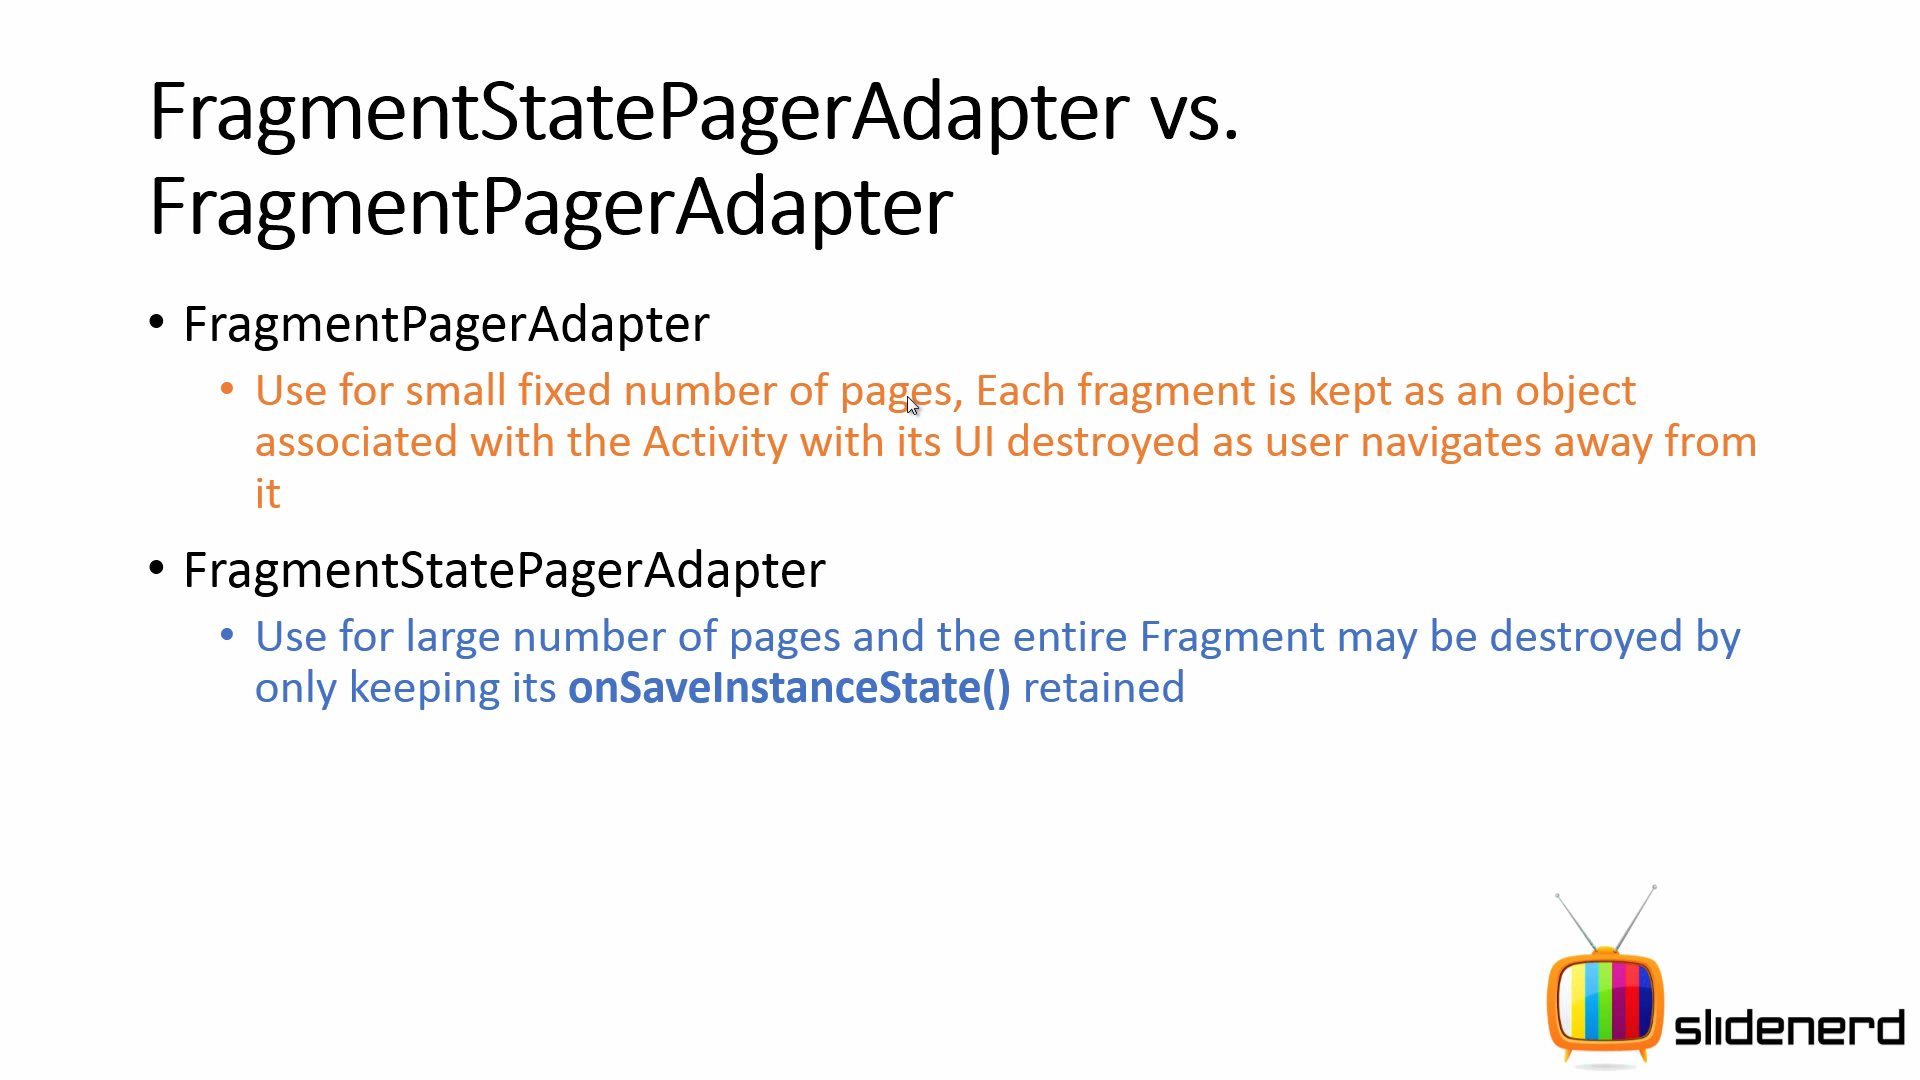 FragmentStatePagerAdapter vs.
FragmentPagerAdapter
• FragmentPagerAdapter
• Use for small fixed number of pages, Each fragment is kept as an object
associated with the Activity with its UI destroyed as user navigates away from
it
• FragmentStatePagerAdapter
• Use for large number of pages and the entire Fragment may be destroyed by
only keeping its onSaveInstanceState() retained
slidenerd